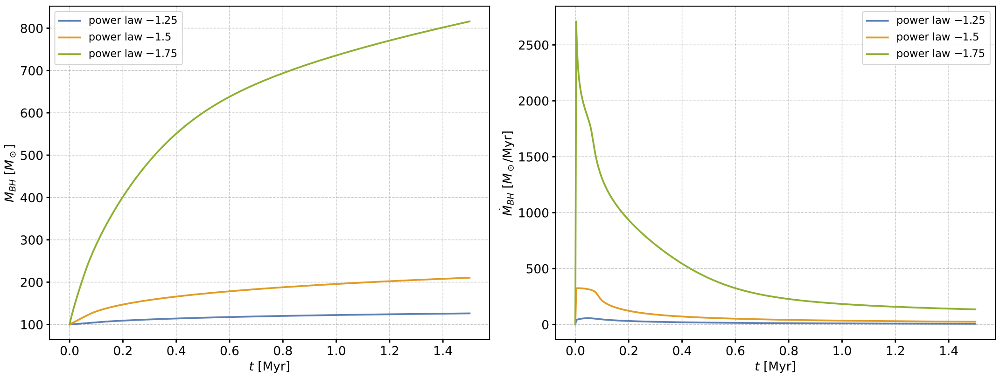 power law −1.25
power law −1.5
power law −1.75
800
700
600
500
400
300
200
100
M_BH [M_⊙]
0.0 0.2 0.4 0.6 0.8 1.0 1.2 1.4
t [Myr]
power law −1.25
power law −1.5
power law −1.75
2500
2000
1500
1000
500
0
Ṁ_BH [M_⊙/Myr]
0.0 0.2 0.4 0.6 0.8 1.0 1.2 1.4
t [Myr]